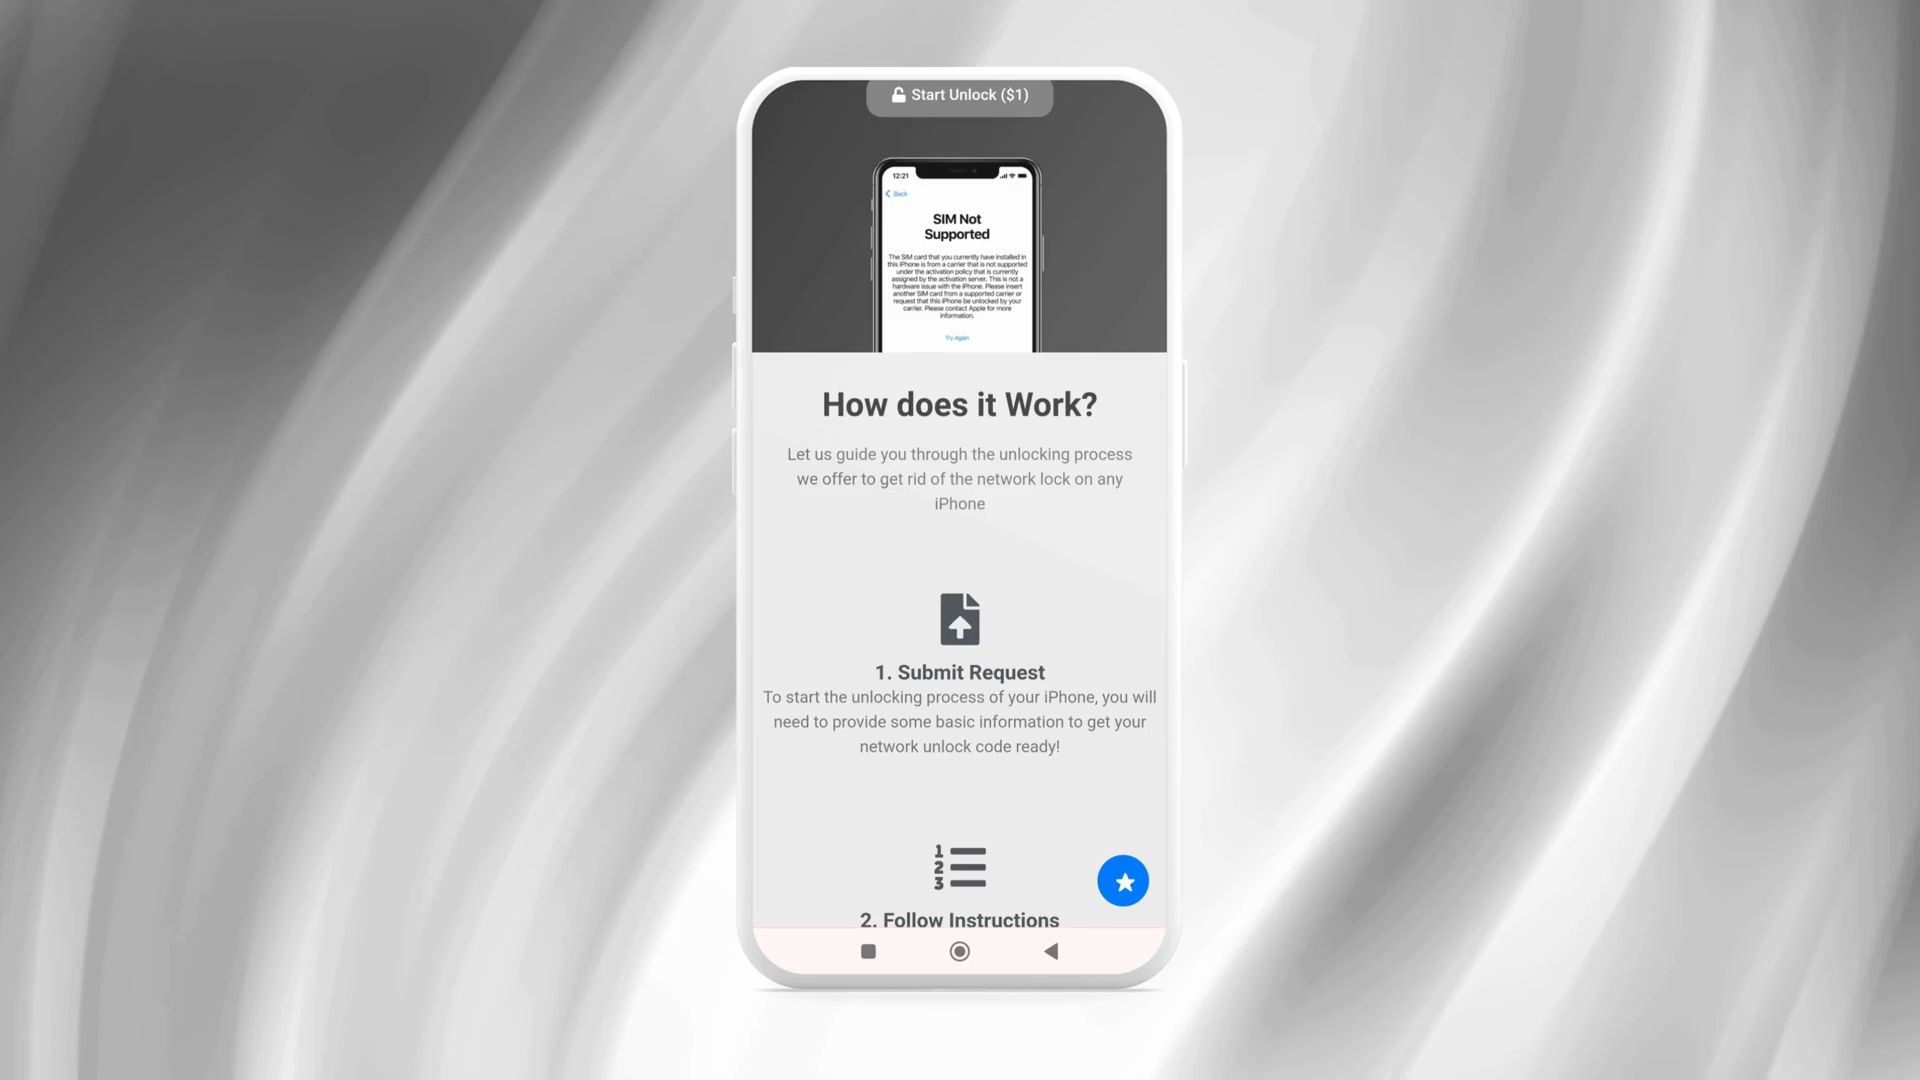 Start Unlock ($1)
12:21
Back
SIM Not
Supported
The SIM card that you currently have installed in
this iPhone is from a carrier that is not supported
under the activation policy that is currently
assigned by the activation server. This is not a
hardware issue with the iPhone. Please insert
another SIM card from a supported carrier or
request that this iPhone be unlocked by your
carrier. Please contact Apple for more
information.
Try Again
How does it Work?
Let us guide you through the unlocking process
we offer to get rid of the network lock on any
iPhone
1. Submit Request
To start the unlocking process of your iPhone, you will
need to provide some basic information to get your
network unlock code ready!
1
2
3
2. Follow Instructions